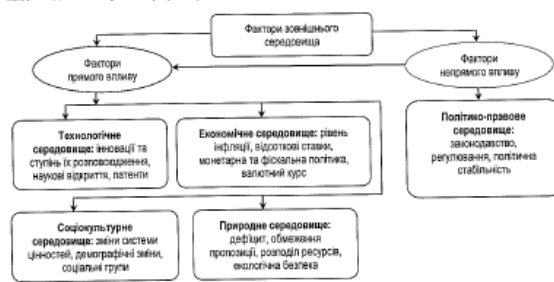 Фактори зовнішнього
середовища
Фактори
прямого впливу
Фактори
непрямого впливу
Технологічне
середовище: інновації та
ступінь їх розповсюдження,
наукові відкриття, патенти
Економічне середовище: рівень
інфляції, відсоткові ставки,
монетарна та фіскальна політика,
валютний курс
Політико-правове
середовище:
законодавство,
регулювання, політична
стабільність
Соціокультурне
середовище: зміни системи
цінностей, демографічні зміни,
соціальні групи
Природне середовище:
дефіцит, обмеження
пропозиції, розподіл ресурсів,
екологічна безпека